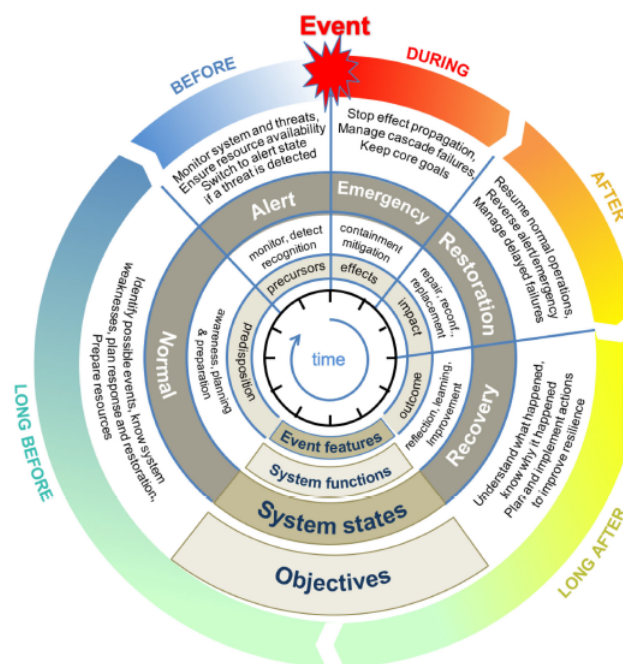 Event
BEFORE
DURING
AFTER
LONG AFTER
LONG BEFORE
Monitor system and threats,
Ensure resource availability
Switch to alert state
if a threat is detected
Stop effect propagation,
Manage cascade failures,
Keep core goals
Resume normal operations,
Reverse alert/emergency
Manage delayed failures
Understand what happened,
know why it happened
Plan and implement actions
to improve resilience
Identify possible events, know system
weaknesses, plan response and restoration,
Prepare resources
Normal
Alert
Emergency
Restoration
Recovery
awareness, planning
& preparation
monitor, detect
recognition
containment
mitigation
repair, reconf.,
replacement
reflection, learning,
Improvement
predisposition
precursors
effects
impact
outcome
time
Event features
System functions
System states
Objectives